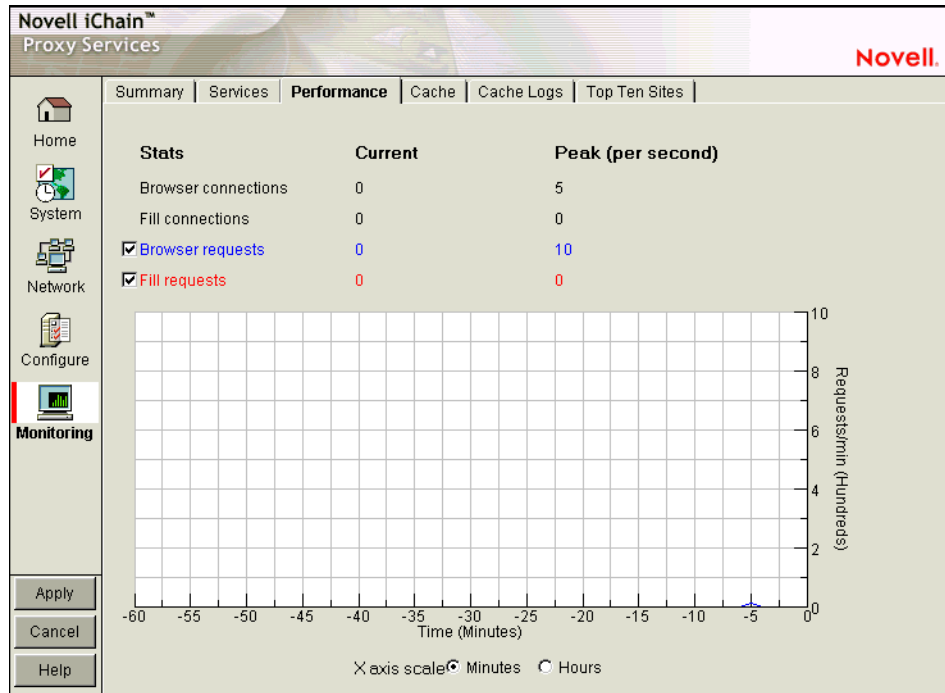 Novell iChain™
Proxy Services
Novell.
Summary Services Performance Cache Cache Logs Top Ten Sites
Home
System
Network
Configure
Monitoring
Stats Current Peak (per second)
Browser connections 0 5
Fill connections 0 0
Browser requests 0 10
Fill requests 0 0
10
8
6
4
2
0
Requests/min (Hundreds)
-60 -55 -50 -45 -40 -35 -30 -25 -20 -15 -10 -5 0
Time (Minutes)
X axis scale Minutes Hours
Apply
Cancel
Help